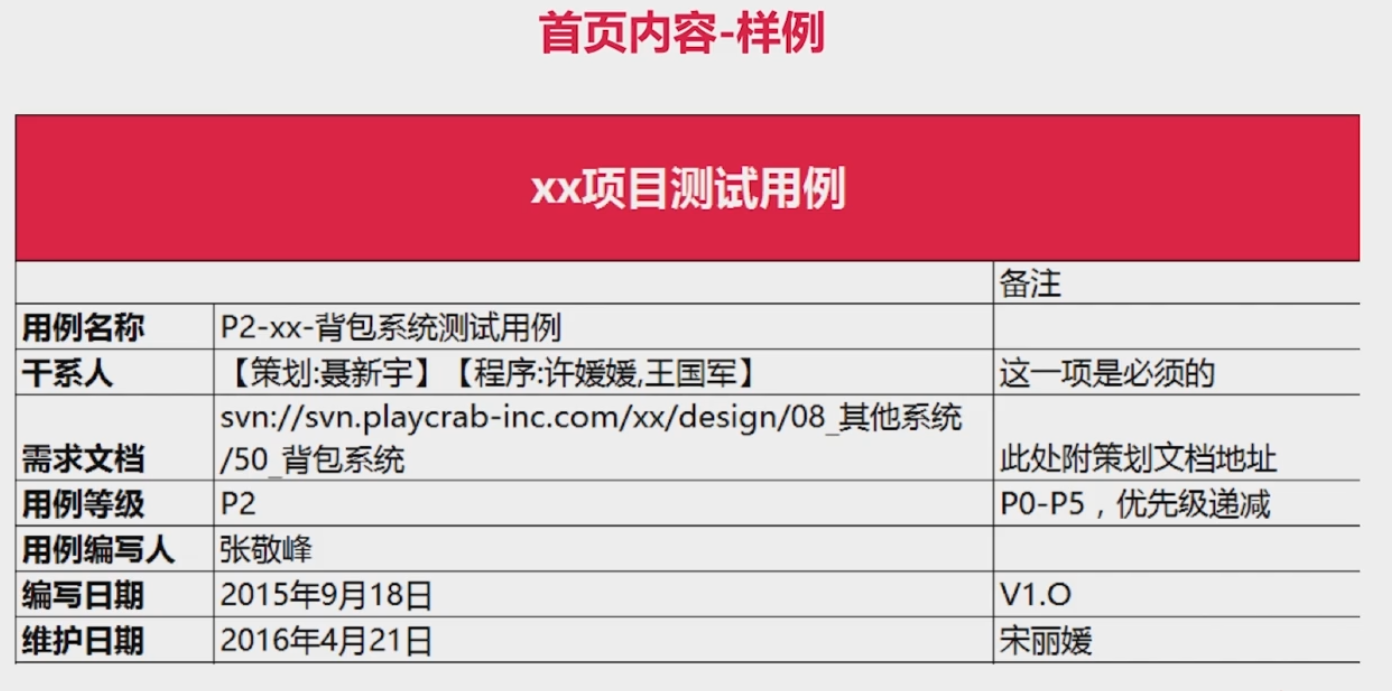 首页内容-样例
xx项目测试用例
备注
用例名称 P2-xx-背包系统测试用例
干系人 【策划:聂新宇】【程序:许媛媛,王国军】 这一项是必须的
svn://svn.playcrab-inc.com/xx/design/08_其他系统
需求文档 /50_背包系统 此处附策划文档地址
用例等级 P2 P0-P5，优先级递减
用例编写人 张敬峰
编写日期 2015年9月18日 V1.O
维护日期 2016年4月21日 宋丽媛